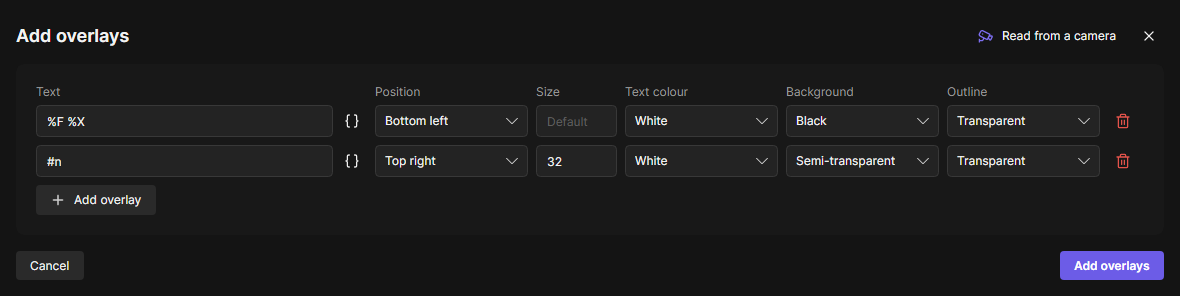 Add overlays
Read from a camera
Text Position Size Text colour Background Outline
%F %X {} Bottom left Default White Black Transparent
#n {} Top right 32 White Semi-transparent Transparent
+ Add overlay
Cancel
Add overlays